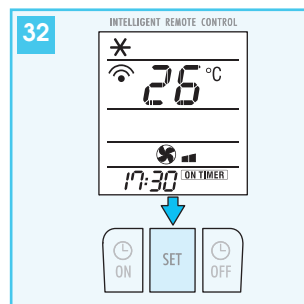 32
INTELLIGENT REMOTE CONTROL
26 °C
17:30 ON TIMER
ON
SET
OFF